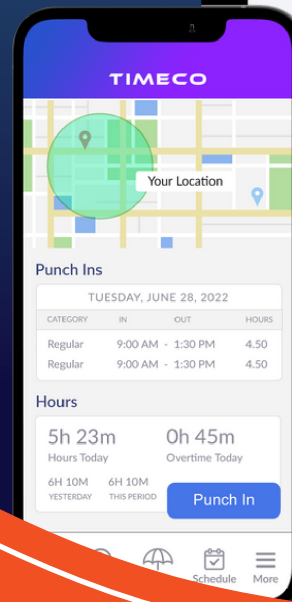 TIMECO
Your Location
Punch Ins
TUESDAY, JUNE 28, 2022
CATEGORY IN OUT HOURS
Regular 9:00 AM - 1:30 PM 4.50
Regular 9:00 AM - 1:30 PM 4.50
Hours
5h 23m 0h 45m
Hours Today Overtime Today
6H 10M 6H 10M
YESTERDAY THIS PERIOD
Punch In
Schedule More